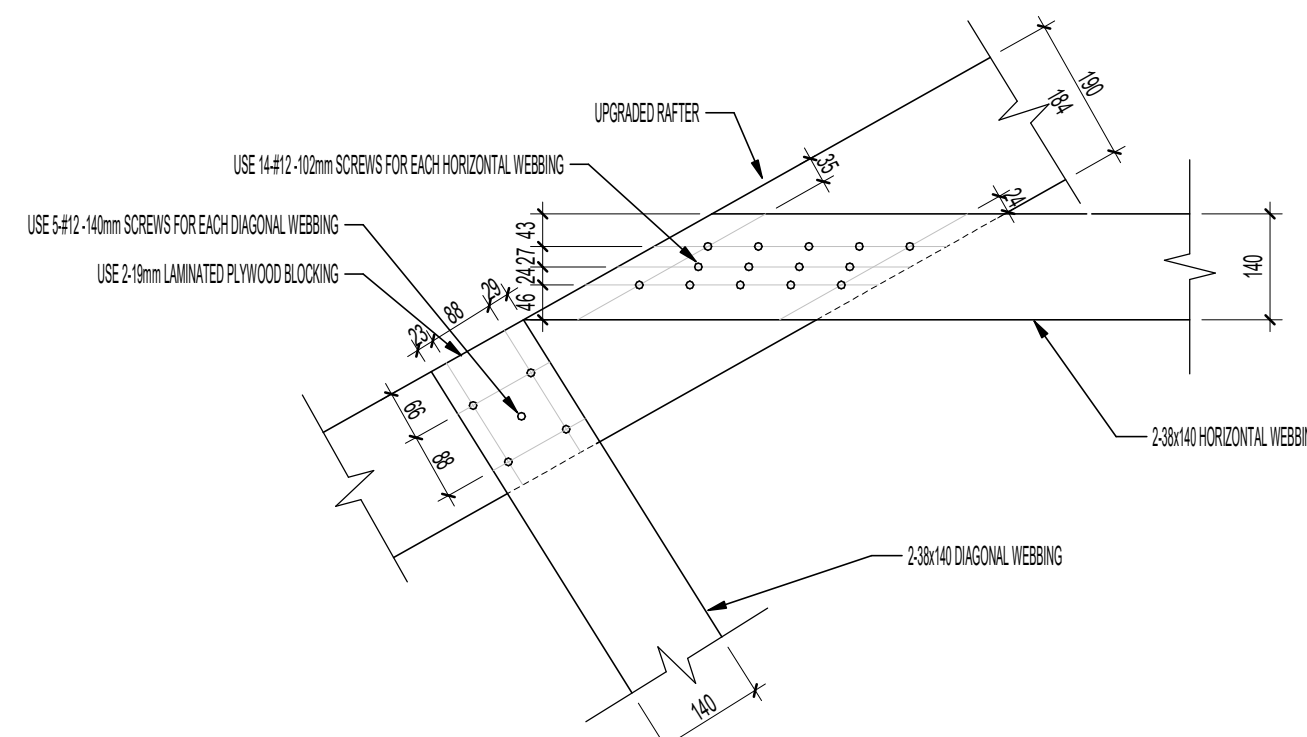 190
184
UPGRADED RAFTER
35
USE 14-#12 -102mm SCREWS FOR EACH HORIZONTAL WEBBING
24
USE 5-#12 -140mm SCREWS FOR EACH DIAGONAL WEBBING
43
27
24
46
140
USE 2-19mm LAMINATED PLYWOOD BLOCKING
29
88
23
66
88
2-38x140 HORIZONTAL WEBBIN
2-38x140 DIAGONAL WEBBING
140